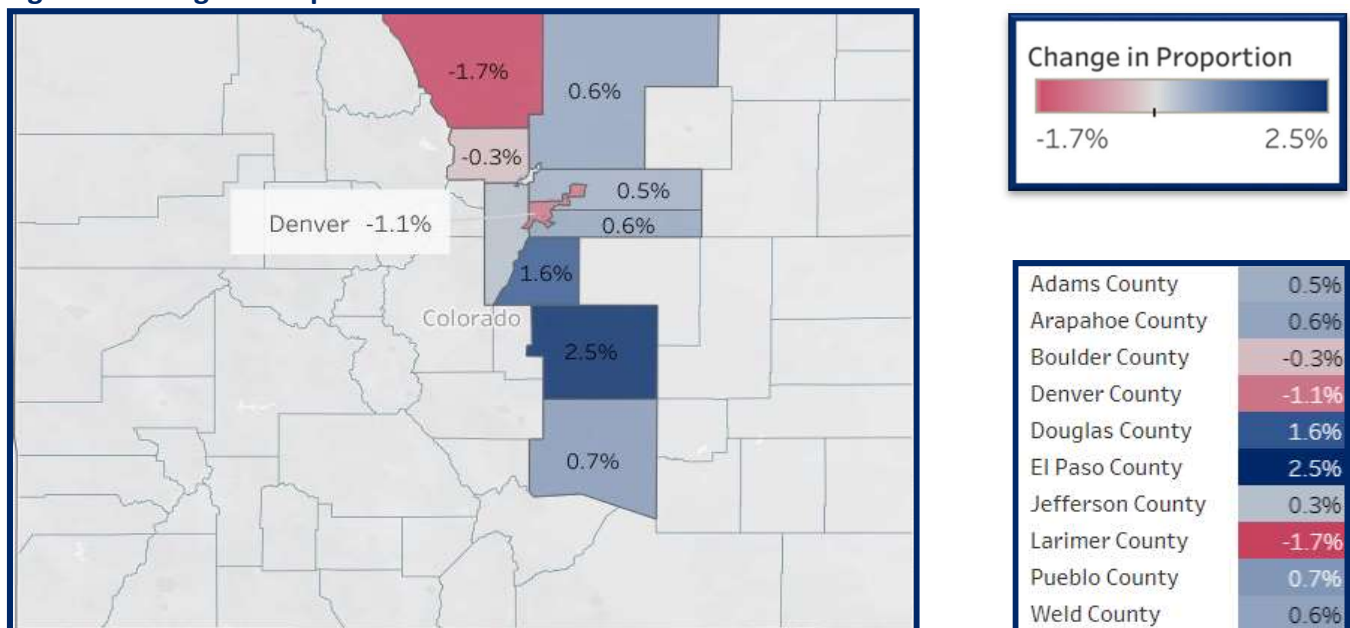 -1.7%
0.6%
-0.3%
0.5%
Denver -1.1%
0.6%
1.6%
Colorado
2.5%
0.7%
Change in Proportion
-1.7% 2.5%
Adams County 0.5%
Arapahoe County 0.6%
Boulder County -0.3%
Denver County -1.1%
Douglas County 1.6%
El Paso County 2.5%
Jefferson County 0.3%
Larimer County -1.7%
Pueblo County 0.7%
Weld County 0.6%